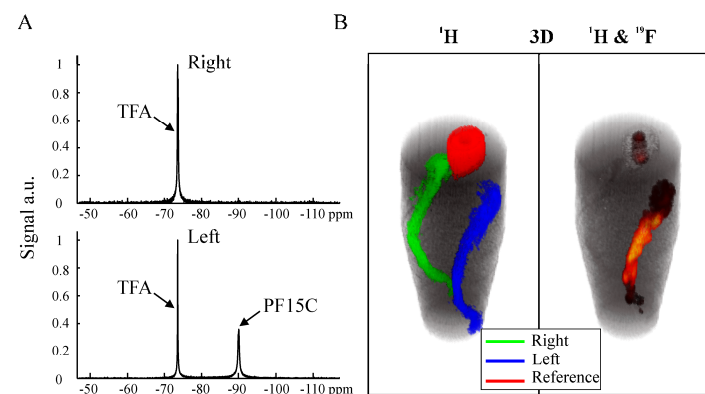 A
B
¹H
3D
¹H & ¹⁹F
Signal a.u.
Right
TFA
1
0.8
0.6
0.4
0.2
0
-50 -60 -70 -80 -90 -100 -110 ppm
Left
TFA
PF15C
1
0.8
0.6
0.4
0.2
0
-50 -60 -70 -80 -90 -100 -110 ppm
Right
Left
Reference